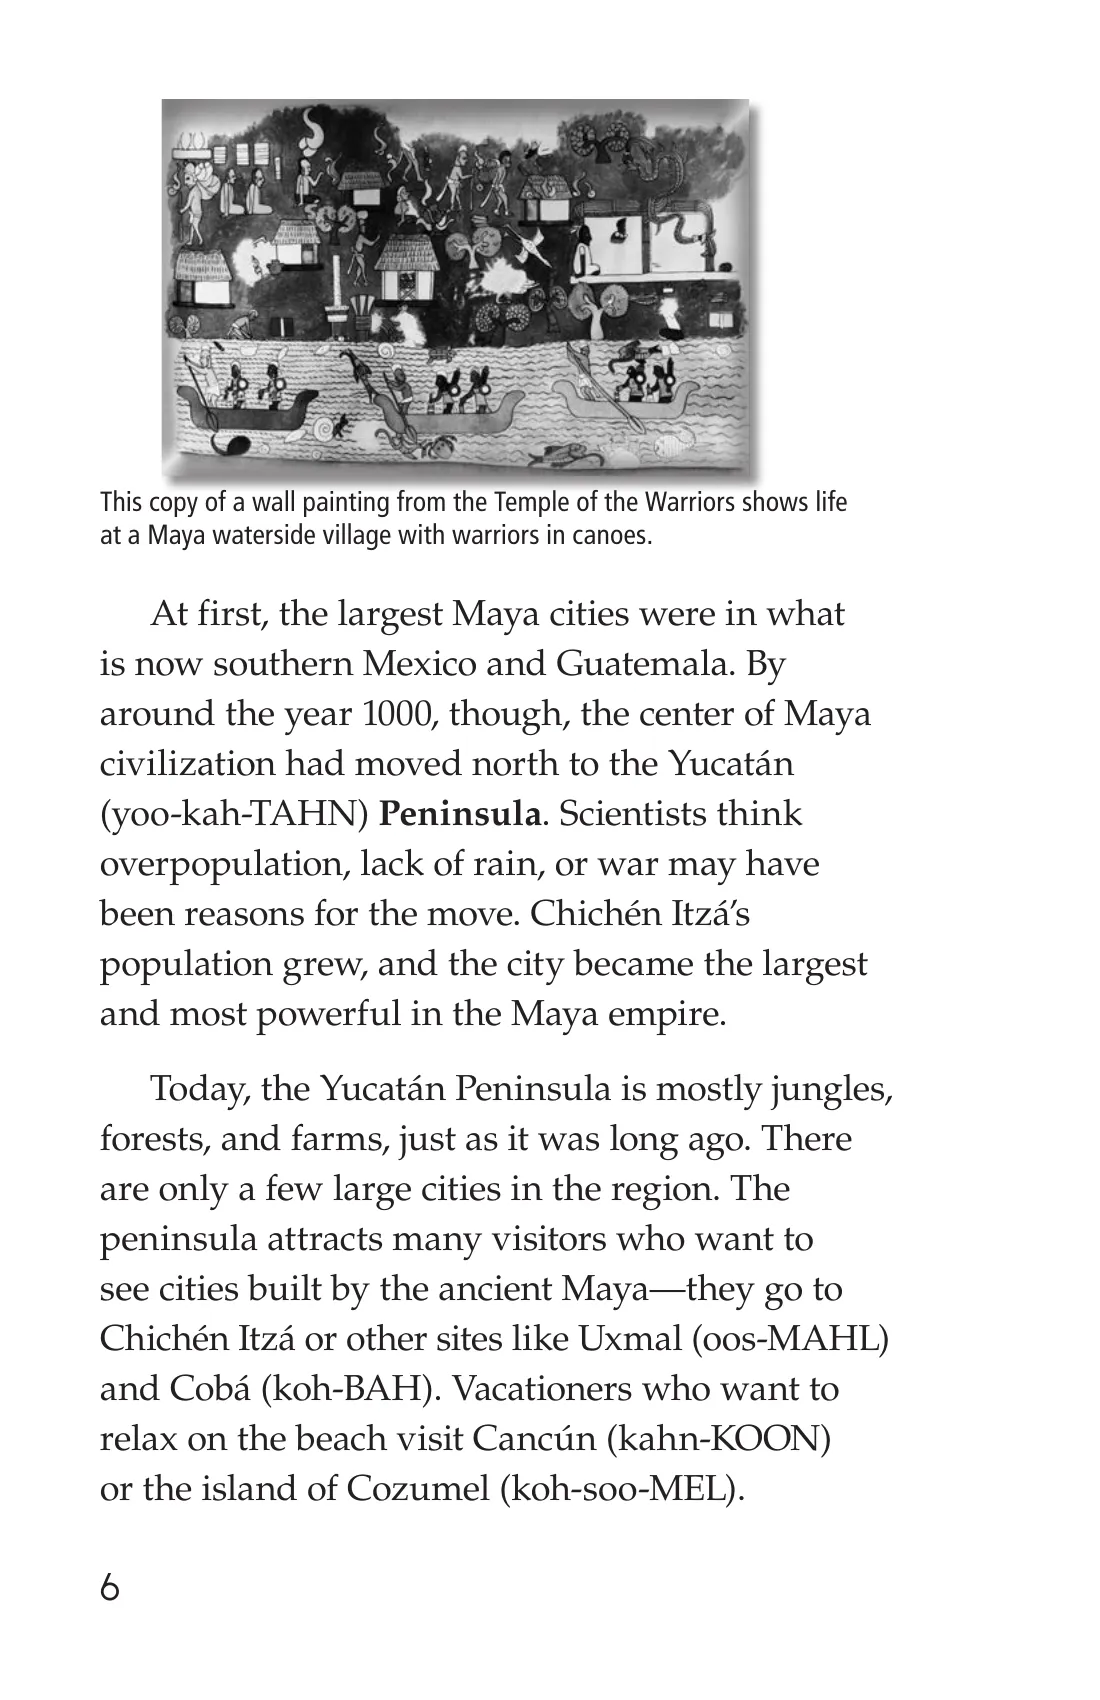 This copy of a wall painting from the Temple of the Warriors shows life
at a Maya waterside village with warriors in canoes.
At first, the largest Maya cities were in what
is now southern Mexico and Guatemala. By
around the year 1000, though, the center of Maya
civilization had moved north to the Yucatán
(yoo-kah-TAHN) Peninsula. Scientists think
overpopulation, lack of rain, or war may have
been reasons for the move. Chichén Itzá’s
population grew, and the city became the largest
and most powerful in the Maya empire.
Today, the Yucatán Peninsula is mostly jungles,
forests, and farms, just as it was long ago. There
are only a few large cities in the region. The
peninsula attracts many visitors who want to
see cities built by the ancient Maya—they go to
Chichén Itzá or other sites like Uxmal (oos-MAHL)
and Cobá (koh-BAH). Vacationers who want to
relax on the beach visit Cancún (kahn-KOON)
or the island of Cozumel (koh-soo-MEL).
6